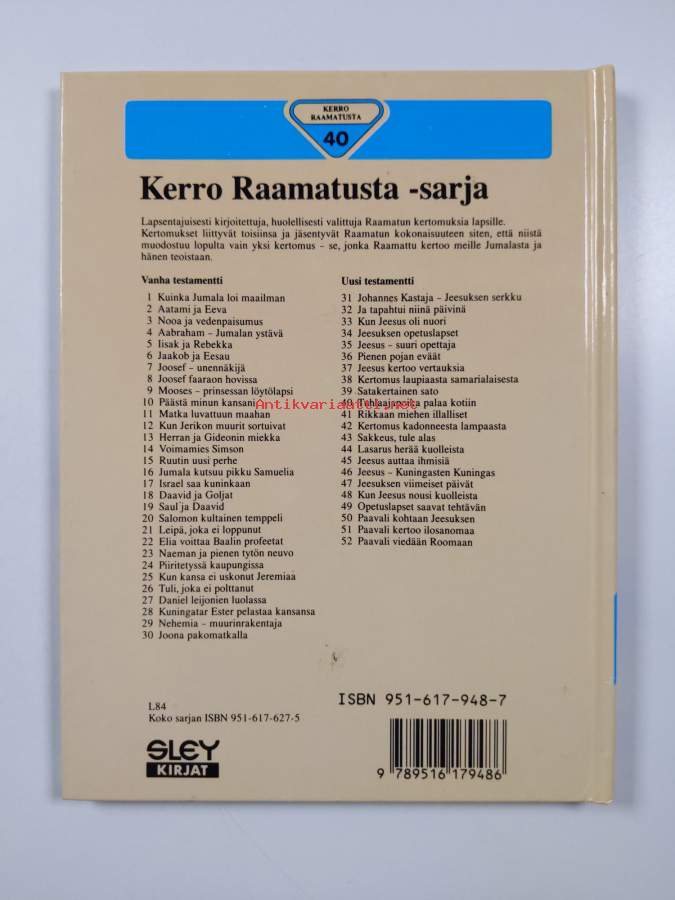 KERRO
RAAMATUSTA
40
Kerro Raamatusta -sarja
Lapsentajuisesti kirjoitettuja, huolellisesti valittuja Raamatun kertomuksia lapsille.
Kertomukset liittyvät toisiinsa ja jäsentyvät Raamatun kokonaisuuteen siten, että niistä
muodostuu lopulta vain yksi kertomus – se, jonka Raamattu kertoo meille Jumalasta ja
hänen teoistaan.
Vanha testamentti
1 Kuinka Jumala loi maailman
2 Aatami ja Eeva
3 Nooa ja vedenpaisumus
4 Aabraham – Jumalan ystävä
5 Iisak ja Rebekka
6 Jaakob ja Eesau
7 Joosef – unennäkijä
8 Joosef faaraon hovissa
9 Mooses – prinsessan löytölapsi
10 Päästä minun kansani
11 Matka luvattuun maahan
12 Kun Jerikon muurit sortuivat
13 Herran ja Gideonin miekka
14 Voimamies Simson
15 Ruutin uusi perhe
16 Jumala kutsuu pikku Samuelia
17 Israel saa kuninkaan
18 Daavid ja Goljat
19 Saul ja Daavid
20 Salomon kultainen temppeli
21 Leipä, joka ei loppunut
22 Elia voittaa Baalin profeetat
23 Naeman ja pienen tytön neuvo
24 Piiritetyssä kaupungissa
25 Kun kansa ei uskonut Jeremiaa
26 Tuli, joka ei polttanut
27 Daniel leijonien luolassa
28 Kuningatar Ester pelastaa kansansa
29 Nehemia – muurinrakentaja
30 Joona pakomatkalla
Uusi testamentti
31 Johannes Kastaja – Jeesuksen serkku
32 Ja tapahtui niinä päivinä
33 Kun Jeesus oli nuori
34 Jeesuksen opetuslapset
35 Jeesus – suuri opettaja
36 Pienen pojan eväät
37 Jeesus kertoo vertauksia
38 Kertomus laupiaasta samarialaisesta
39 Satakertainen sato
40 Tuhlaajapoika palaa kotiin
41 Rikkaan miehen illalliset
42 Kertomus kadonneesta lampaasta
43 Sakkeus, tule alas
44 Lasarus herää kuolleista
45 Jeesus auttaa ihmisiä
46 Jeesus – Kuningasten Kuningas
47 Jeesuksen viimeiset päivät
48 Kun Jeesus nousi kuolleista
49 Opetuslapset saavat tehtävän
50 Paavali kohtaan Jeesuksen
51 Paavali kertoo ilosanomaa
52 Paavali viedään Roomaan
Antikvariaatti.net
L84
Koko sarjan ISBN 951-617-627-5
SLEY
KIRJAT
ISBN 951-617-948-7
9 789516 179486